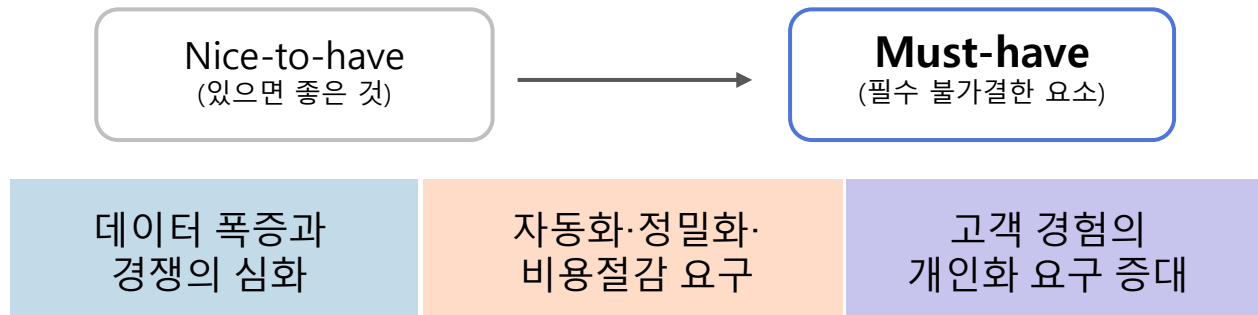 Nice-to-have
(있으면 좋은 것)
Must-have
(필수 불가결한 요소)
데이터 폭증과
경쟁의 심화
자동화·정밀화·
비용절감 요구
고객 경험의
개인화 요구 증대